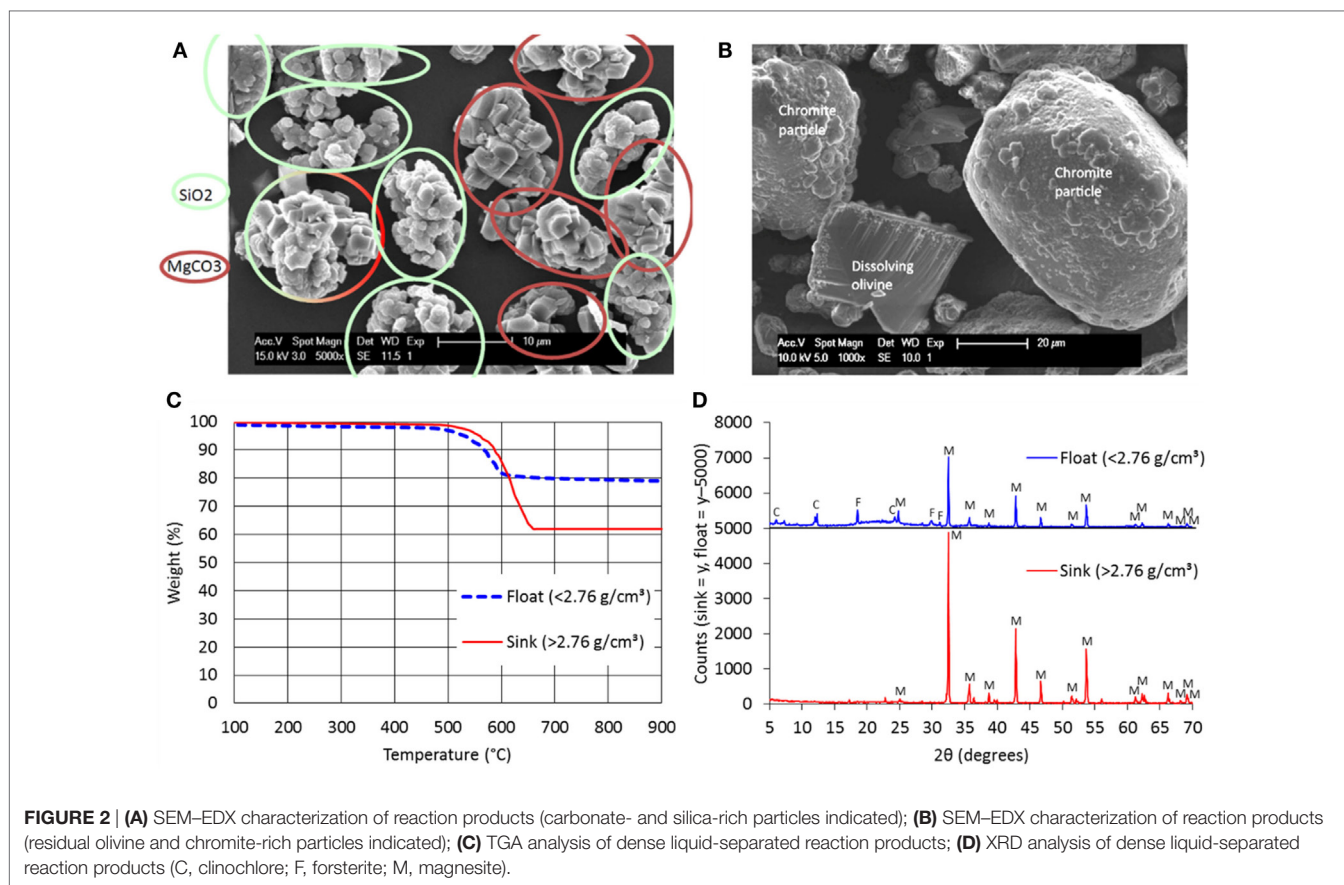 A
B
SiO2
MgCO3
Acc.V Spot Magn Det WD Exp 10 µm
15.0 kV 3.0 5000x SE 11.5 1
Chromite
particle
Chromite
particle
Dissolving
olivine
Acc.V Spot Magn Det WD Exp 20 µm
10.0 kV 5.0 1000x SE 10.0 1
C
Weight (%)
100
90
80
70
60
50
40
30
20
10
0
Float (<2.76 g/cm³)
Sink (>2.76 g/cm³)
100 200 300 400 500 600 700 800 900
Temperature (°C)
D
Counts (sink = y, float = y–5000)
8000
7000
6000
5000
4000
3000
2000
1000
0
Float (<2.76 g/cm³)
C C F C M F F M M M M M M M M M M M M
Sink (>2.76 g/cm³)
M M M M M M M M M M M M M M
5 10 15 20 25 30 35 40 45 50 55 60 65 70
2θ (degrees)
FIGURE 2 | (A) SEM–EDX characterization of reaction products (carbonate- and silica-rich particles indicated); (B) SEM–EDX characterization of reaction products
(residual olivine and chromite-rich particles indicated); (C) TGA analysis of dense liquid-separated reaction products; (D) XRD analysis of dense liquid-separated
reaction products (C, clinochlore; F, forsterite; M, magnesite).